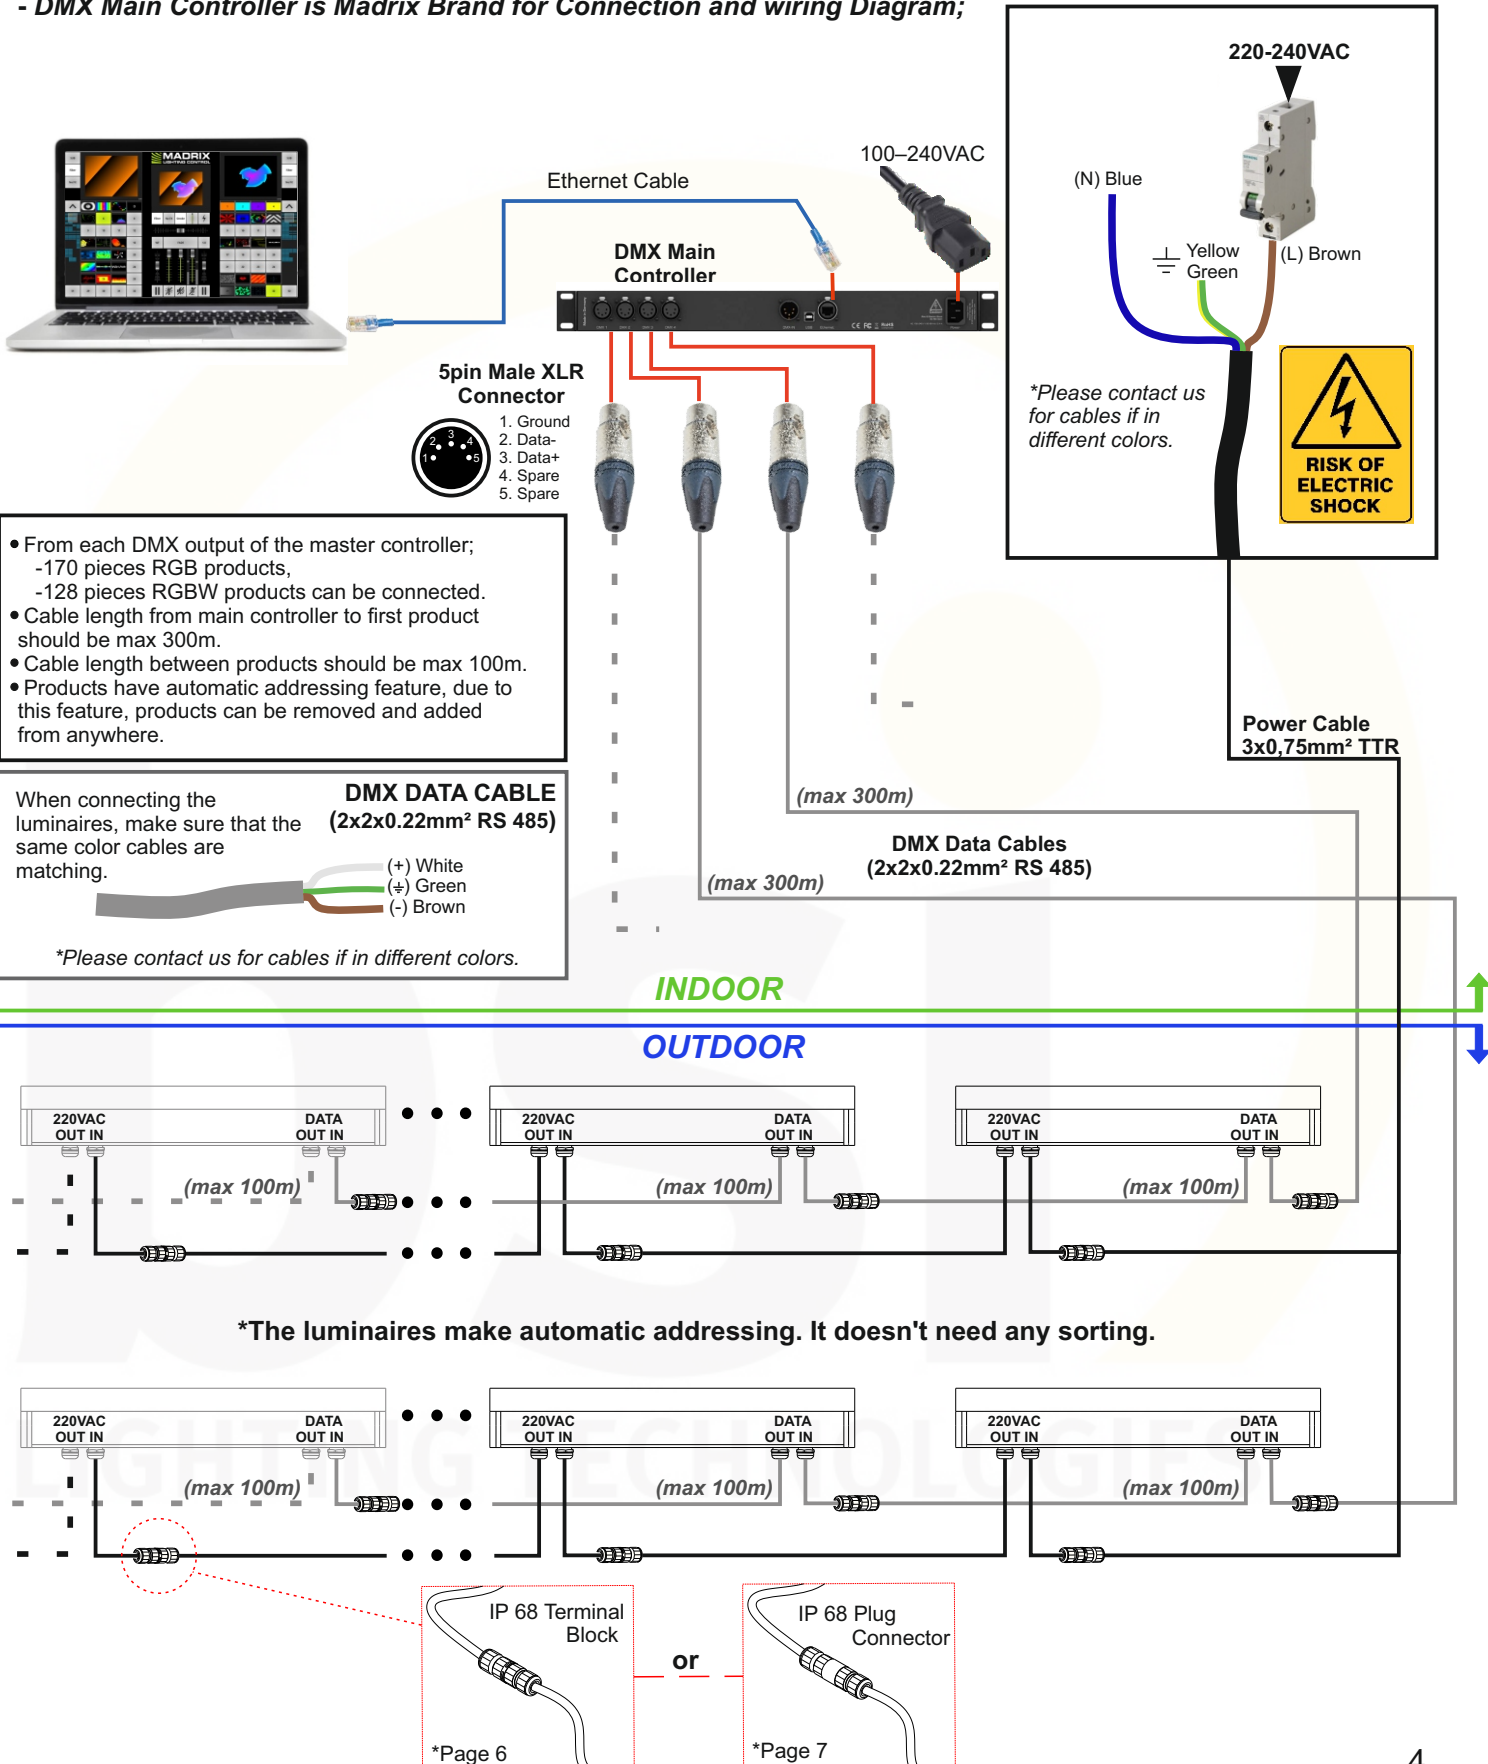 - DMX Main Controller is Madrix Brand for Connection and wiring Diagram;
220-240VAC
(N) Blue
Yellow
Green
(L) Brown
*Please contact us
for cables if in
different colors.
RISK OF
ELECTRIC
SHOCK
MADRIX
LIGHTING CONTROL
Ethernet Cable
100–240VAC
DMX Main
Controller
5pin Male XLR
Connector
1. Ground
2. Data-
3. Data+
4. Spare
5. Spare
1 2 3 4 5
• From each DMX output of the master controller;
-170 pieces RGB products,
-128 pieces RGBW products can be connected.
• Cable length from main controller to first product
should be max 300m.
• Cable length between products should be max 100m.
• Products have automatic addressing feature, due to
this feature, products can be removed and added
from anywhere.
Power Cable
3x0,75mm² TTR
When connecting the
luminaires, make sure that the
same color cables are
matching.
DMX DATA CABLE
(2x2x0.22mm² RS 485)
(+) White
(⏚) Green
(-) Brown
*Please contact us for cables if in different colors.
(max 300m)
DMX Data Cables
(2x2x0.22mm² RS 485)
(max 300m)
INDOOR
OUTDOOR
220VAC
OUT IN
DATA
OUT IN
220VAC
OUT IN
DATA
OUT IN
220VAC
OUT IN
DATA
OUT IN
(max 100m)
(max 100m)
(max 100m)
*The luminaires make automatic addressing. It doesn't need any sorting.
220VAC
OUT IN
DATA
OUT IN
220VAC
OUT IN
DATA
OUT IN
220VAC
OUT IN
DATA
OUT IN
(max 100m)
(max 100m)
(max 100m)
bsl
LIGHTING TECHNOLOGIES
IP 68 Terminal
Block
*Page 6
or
IP 68 Plug
Connector
*Page 7
4